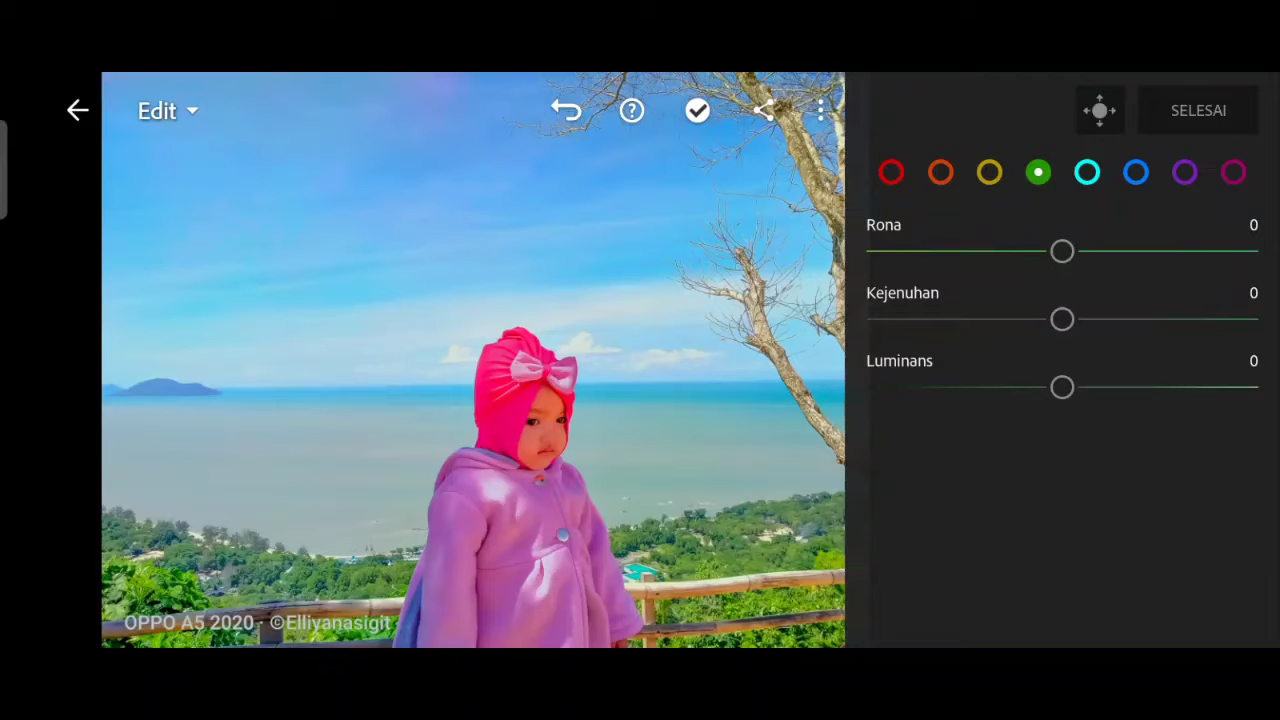 Edit
SELESAI
Rona 0
Kejenuhan 0
Luminans 0
OPPO A5 2020 · ©Elliyanasigit